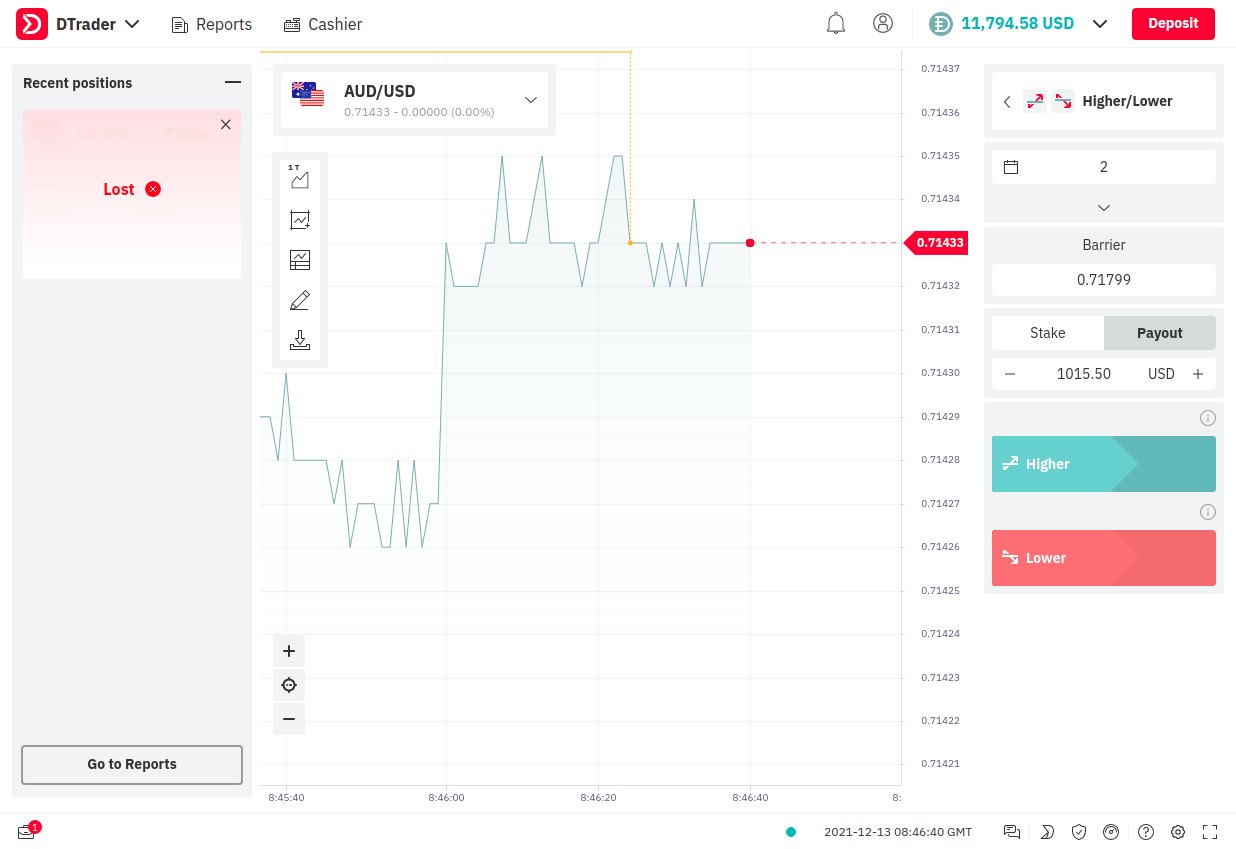 DTrader
Reports
Cashier
11,794.58 USD
Deposit
Recent positions
Lost
Go to Reports
AUD/USD
0.71433 - 0.00000 (0.00%)
1 T
0.71437
0.71436
0.71435
0.71434
0.71433
0.71432
0.71431
0.71430
0.71429
0.71428
0.71427
0.71426
0.71425
0.71424
0.71423
0.71422
0.71421
8:45:40
8:46:00
8:46:20
8:46:40
8:
Higher/Lower
2
Barrier
0.71799
Stake
Payout
1015.50
USD
Higher
Lower
1
2021-12-13 08:46:40 GMT